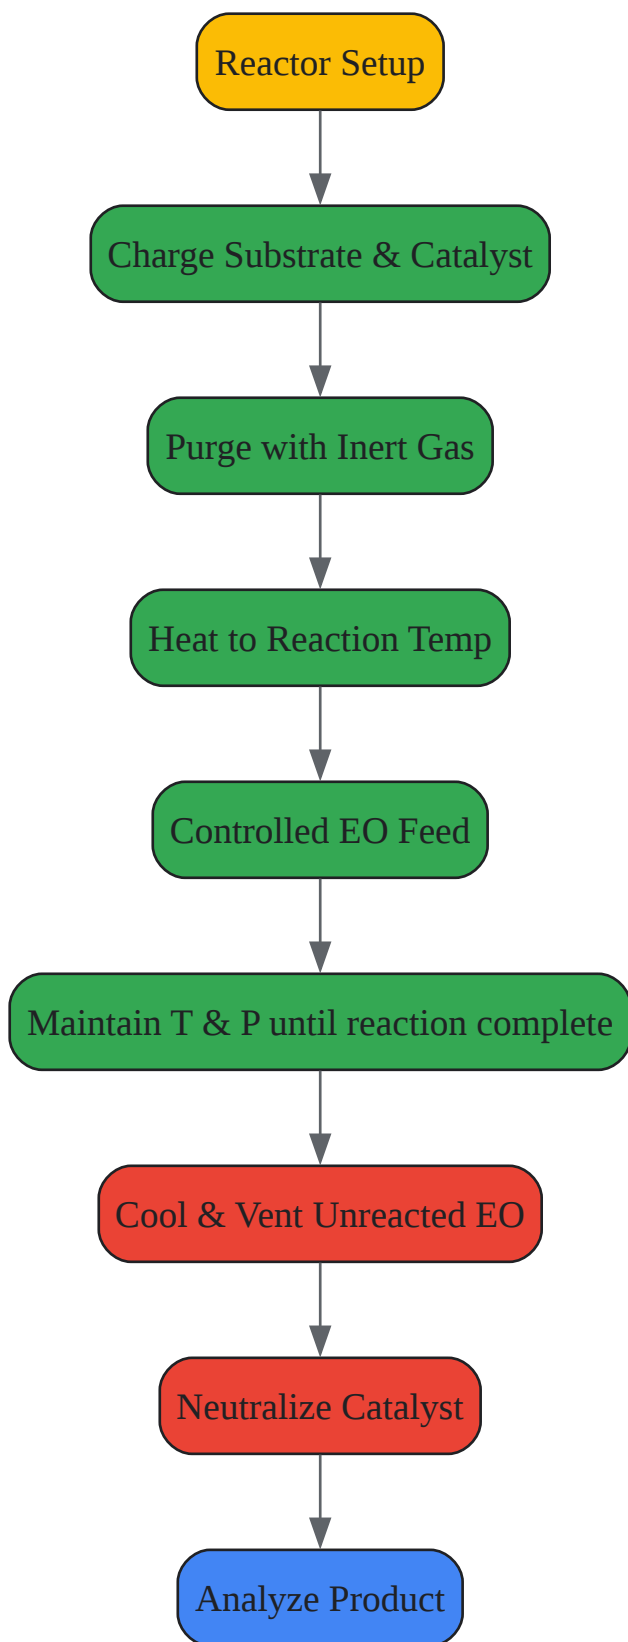 Reactor Setup
Charge Substrate & Catalyst
Purge with Inert Gas
Heat to Reaction Temp
Controlled EO Feed
Maintain T & P until reaction complete
Cool & Vent Unreacted EO
Neutralize Catalyst
Analyze Product